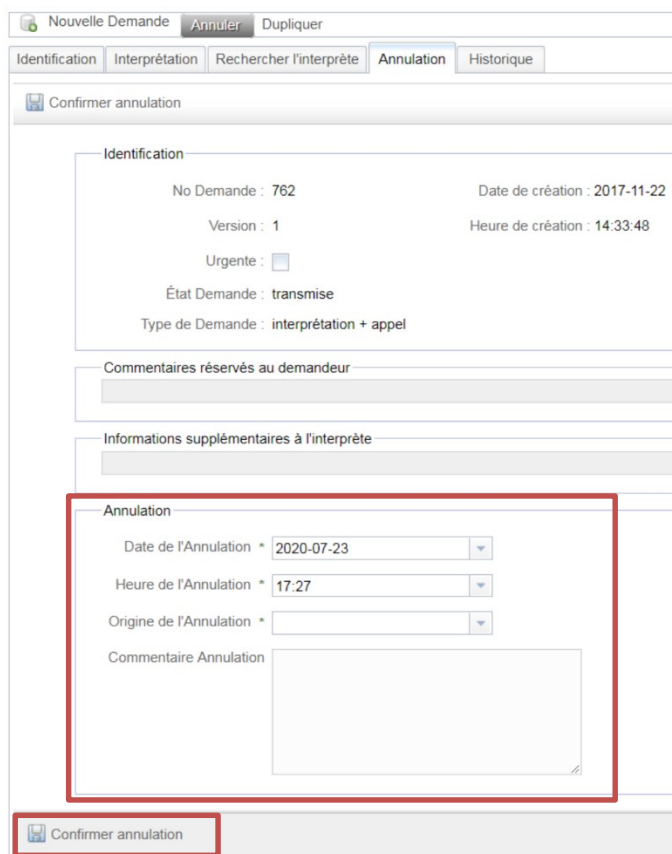 Nouvelle Demande Annuler Dupliquer
Identification Interprétation Rechercher l'interprète Annulation Historique
Confirmer annulation
Identification
No Demande : 762 Date de création : 2017-11-22
Version : 1 Heure de création : 14:33:48
Urgente :
État Demande : transmise
Type de Demande : interprétation + appel
Commentaires réservés au demandeur
Informations supplémentaires à l'interprète
Annulation
Date de l'Annulation * 2020-07-23
Heure de l'Annulation * 17:27
Origine de l'Annulation *
Commentaire Annulation
Confirmer annulation